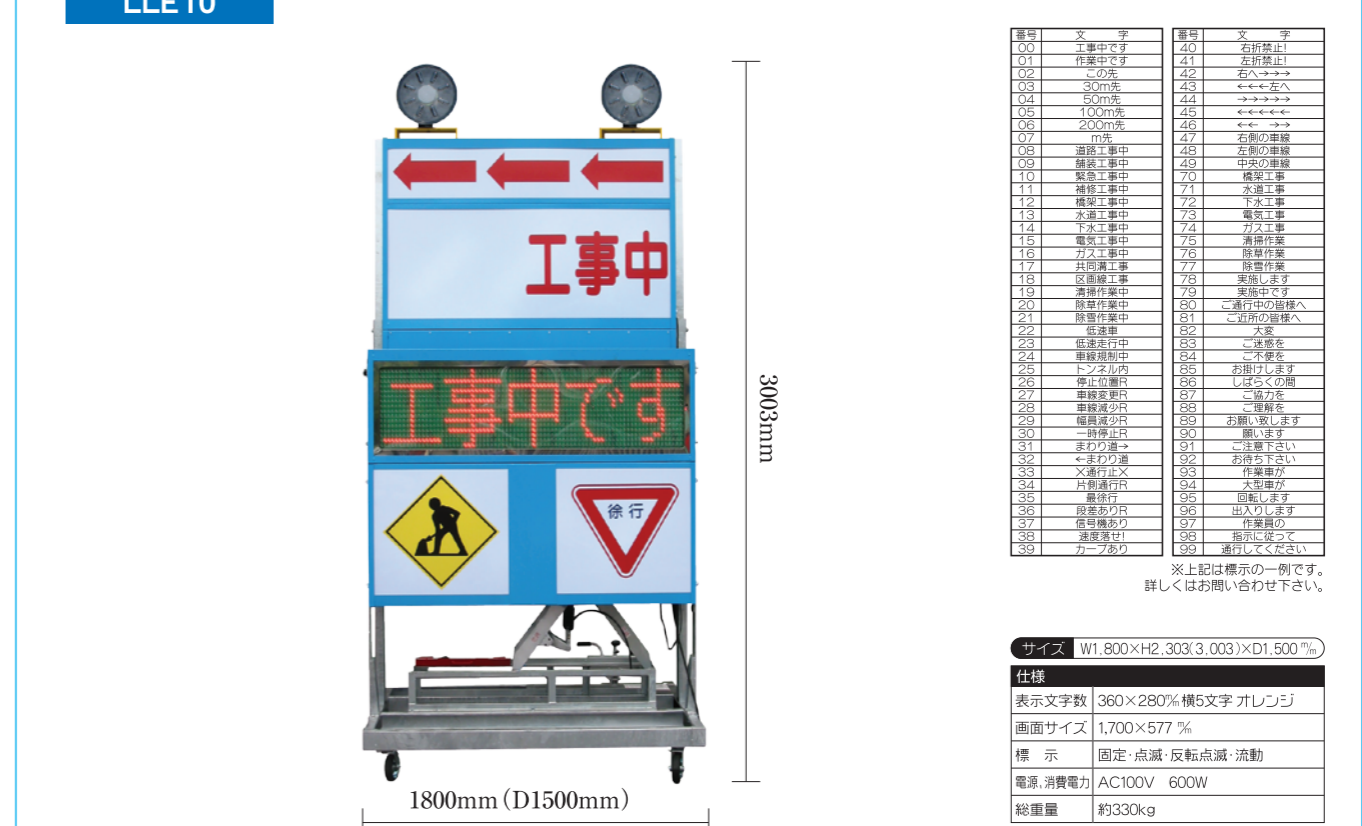 LLE10
工事中
工事中です
徐行
3003mm
1800mm（D1500mm）
番号 文字
00 工事中です
01 作業中です
02 この先
03 30m先
04 50m先
05 100m先
06 200m先
07 m先
08 道路工事中
09 舗装工事中
10 緊急工事中
11 補修工事中
12 橋梁工事中
13 水道工事中
14 下水工事中
15 電気工事中
16 ガス工事中
17 共同溝工事
18 区画線工事
19 清掃作業中
20 除草作業中
21 除雪作業中
22 低速車
23 低速走行中
24 車線規制中
25 トンネル内
26 停止位置R
27 車線変更R
28 車線減少R
29 幅員減少R
30 一時停止R
31 まわり道→
32 ←まわり道
33 ×通行止×
34 片側通行R
35 最徐行
36 段差ありR
37 信号機あり
38 速度落せ!
39 カーブあり
番号 文字
40 右折禁止!
41 左折禁止!
42 右へ→→→
43 ←←←左へ
44 →→→→→
45 ←←←←←
46 ←← →→
47 右側の車線
48 左側の車線
49 中央の車線
70 橋架工事
71 水道工事
72 下水工事
73 電気工事
74 ガス工事
75 清掃作業
76 除草作業
77 除雪作業
78 実施します
79 実施中です
80 ご通行中の皆様へ
81 ご近所の皆様へ
82 大変
83 ご迷惑を
84 ご不便を
85 お掛けします
86 しばらくの間
87 ご協力を
88 ご理解を
89 お願い致します
90 願います
91 ご注意下さい
92 お待ち下さい
93 作業車が
94 大型車が
95 回転します
96 出入りします
97 作業員の
98 指示に従って
99 通行してください
※上記は標示の一例です。
詳しくはお問い合わせ下さい。
サイズ W1,800×H2,303(3,003)×D1,500㎜
仕様
表示文字数 360×280㎜横5文字 オレンジ
画面サイズ 1,700×577㎜
標示 固定・点滅・反転点滅・流動
電源、消費電力 AC100V 600W
総重量 約330kg